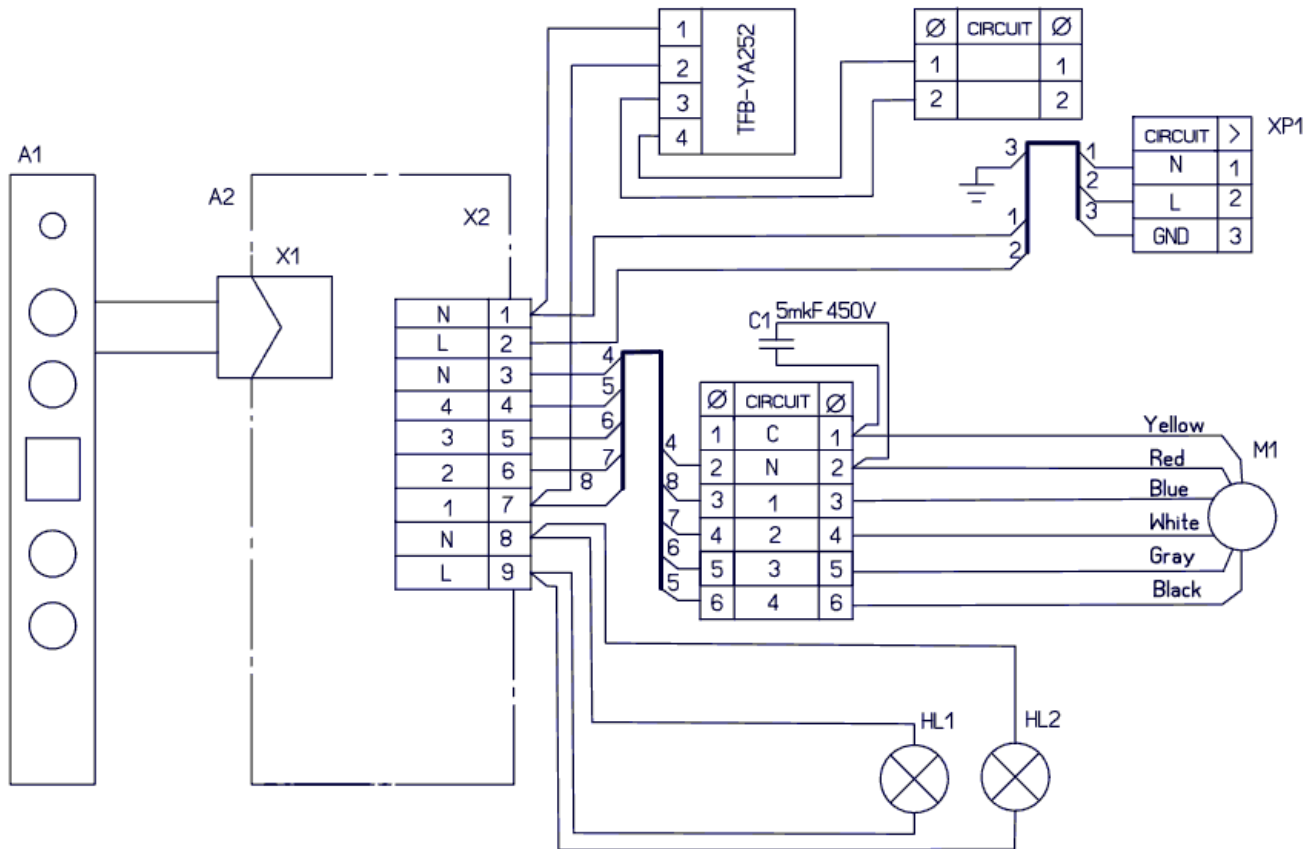 1
2
3
4
TFB-YA252
Ø CIRCUIT Ø
1 1
2 2
XP1
CIRCUIT >
N 1
L 2
GND 3
3
1
2
1
2
3
A1
A2
X1
X2
N 1
L 2
N 3
4 4
3 5
2 6
1 7
N 8
L 9
4
5
6
7
8
4
8
7
6
5
C1
5mkF 450V
Ø CIRCUIT Ø
1 C 1
2 N 2
3 1 3
4 2 4
5 3 5
6 4 6
Yellow
Red
Blue
White
Gray
Black
M1
HL1
HL2